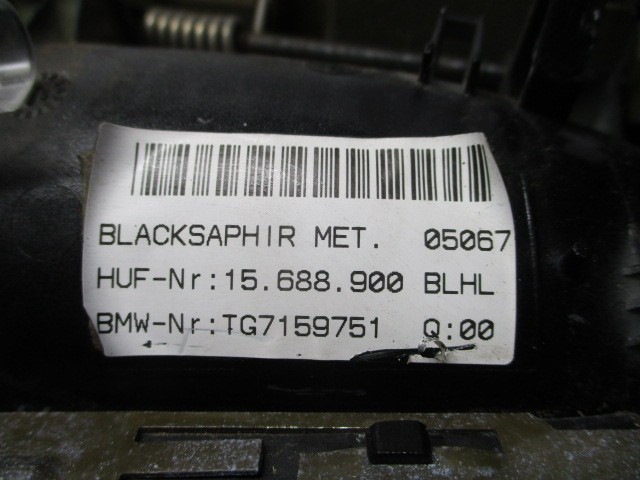 BLACKSAPHIR MET. 05067
HUF-Nr:15.688.900 BLHL
BMW-Nr:TG7159751 Q:00